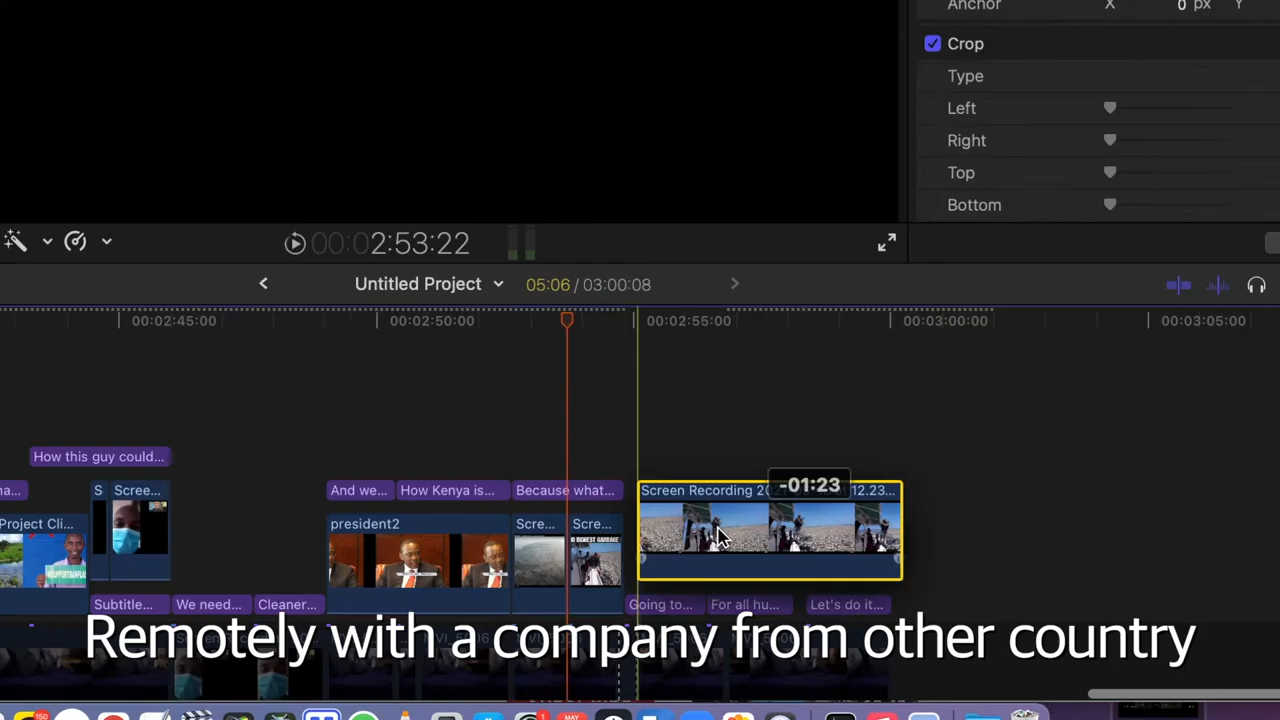 Anchor X 0 px Y
Crop
Type
Left
Right
Top
Bottom
00:02:53:22
Untitled Project 05:06 / 03:00:08
00:02:45:00 00:02:50:00 00:02:55:00 00:03:00:00 00:03:05:00
How this guy could...
na... S Scree... And we... How Kenya is... Because what... Screen Recording 12.23...
-01:23
Project Cli... president2 Scre... Scre...
Subtitle... We need... Cleaner... Going to... For all hu... Let's do it...
Remotely with a company from other country
150 1 MAY